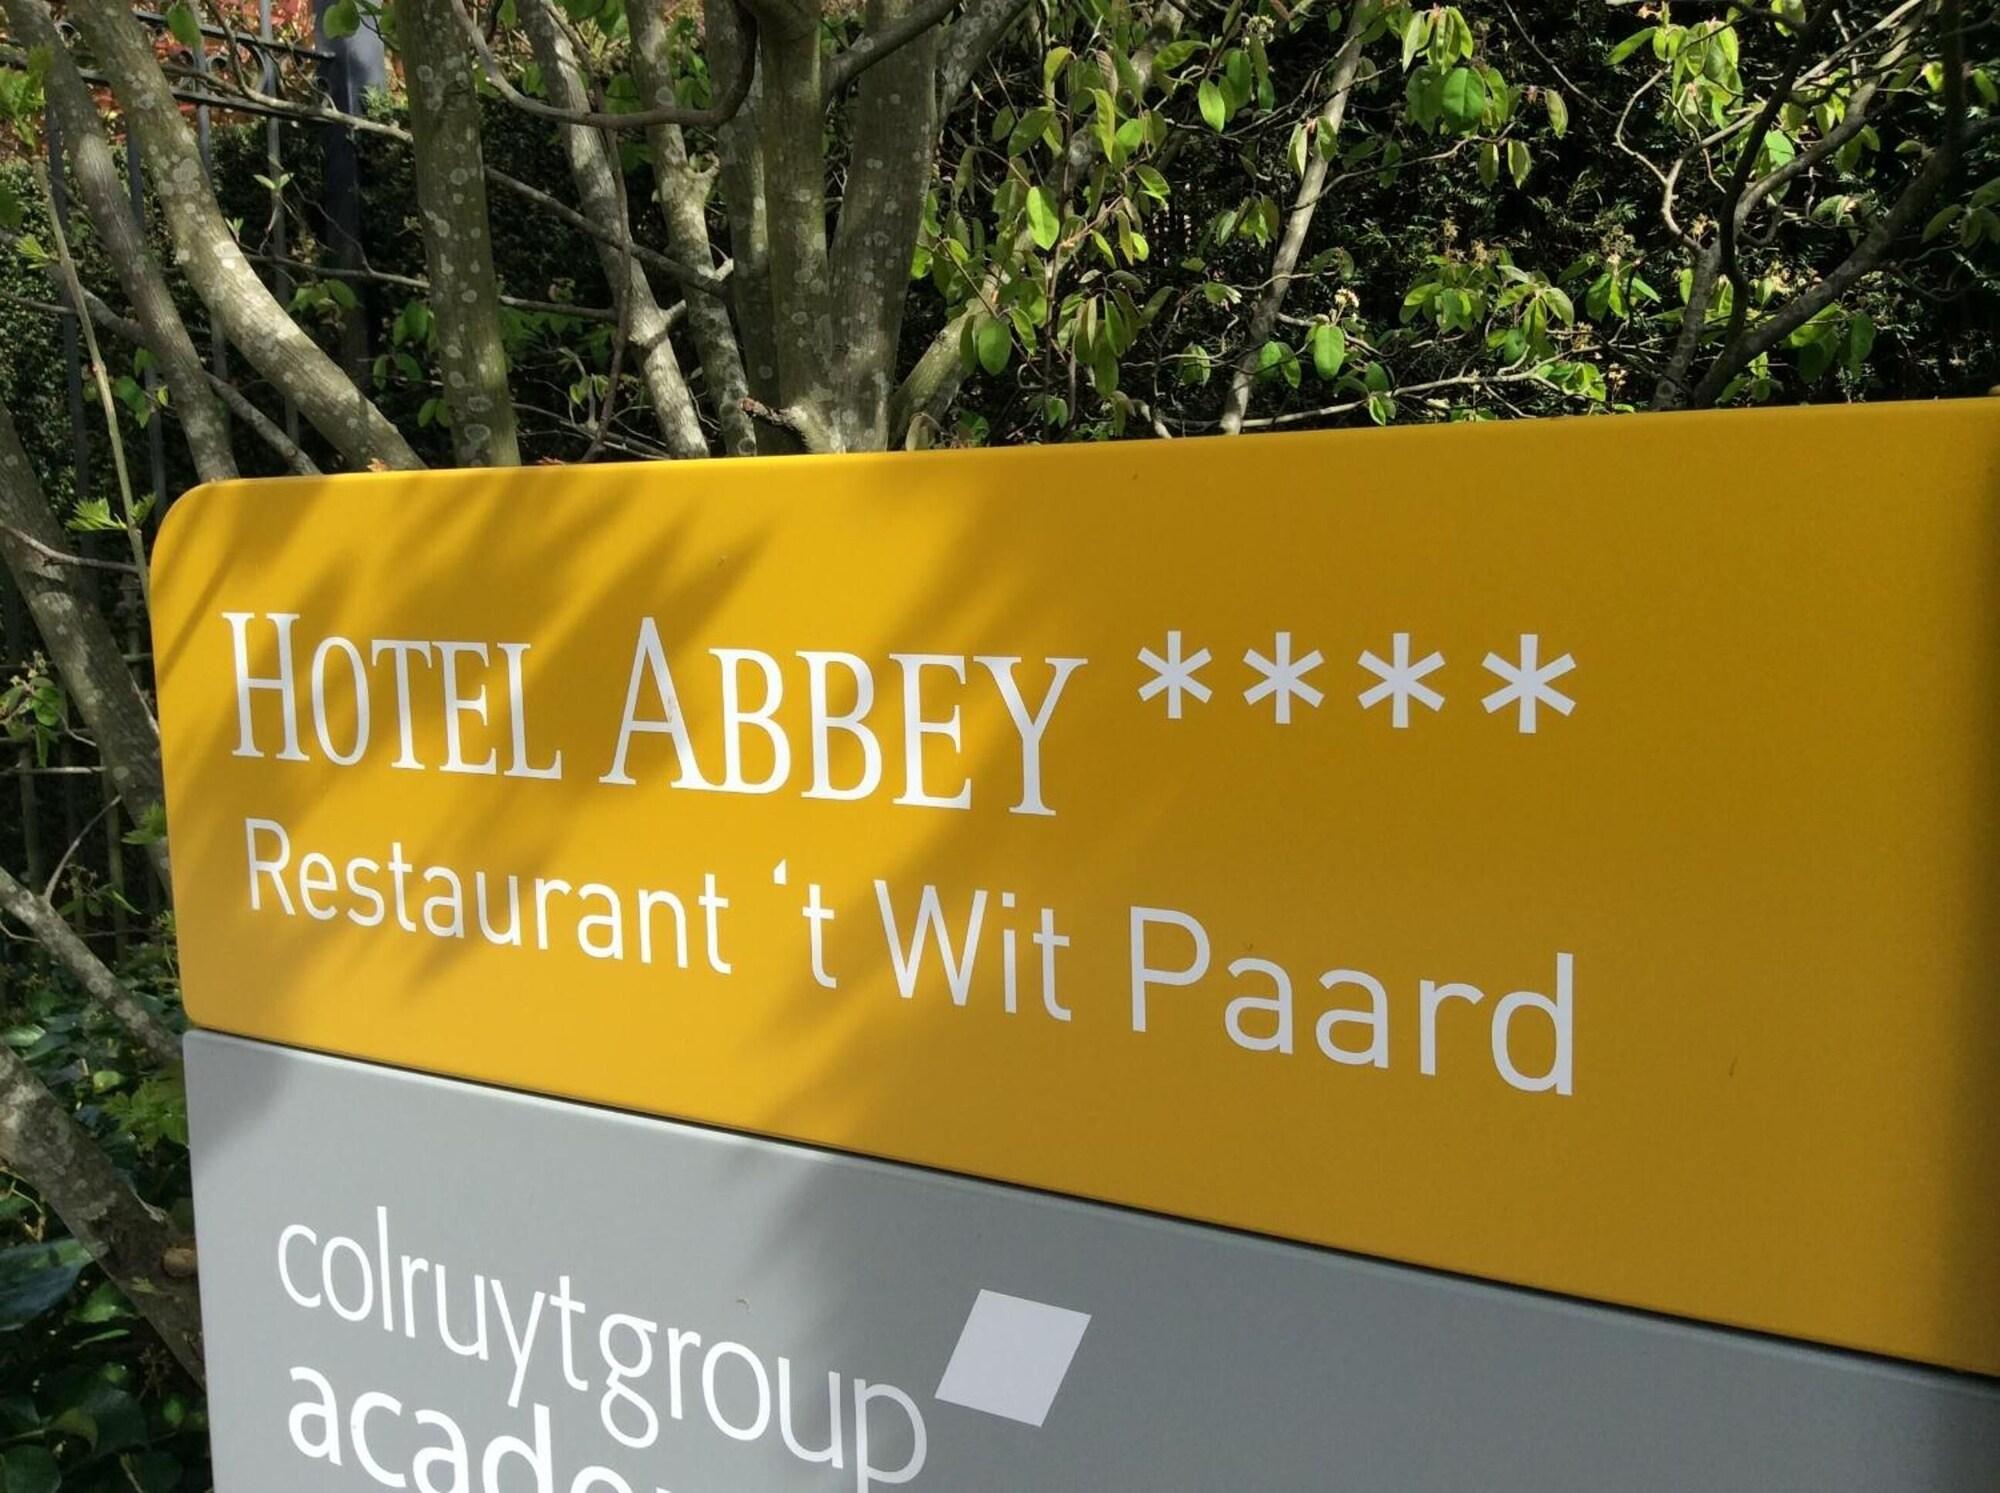 HOTEL ABBEY ****
Restaurant ‘t Wit Paard
colruytgroup